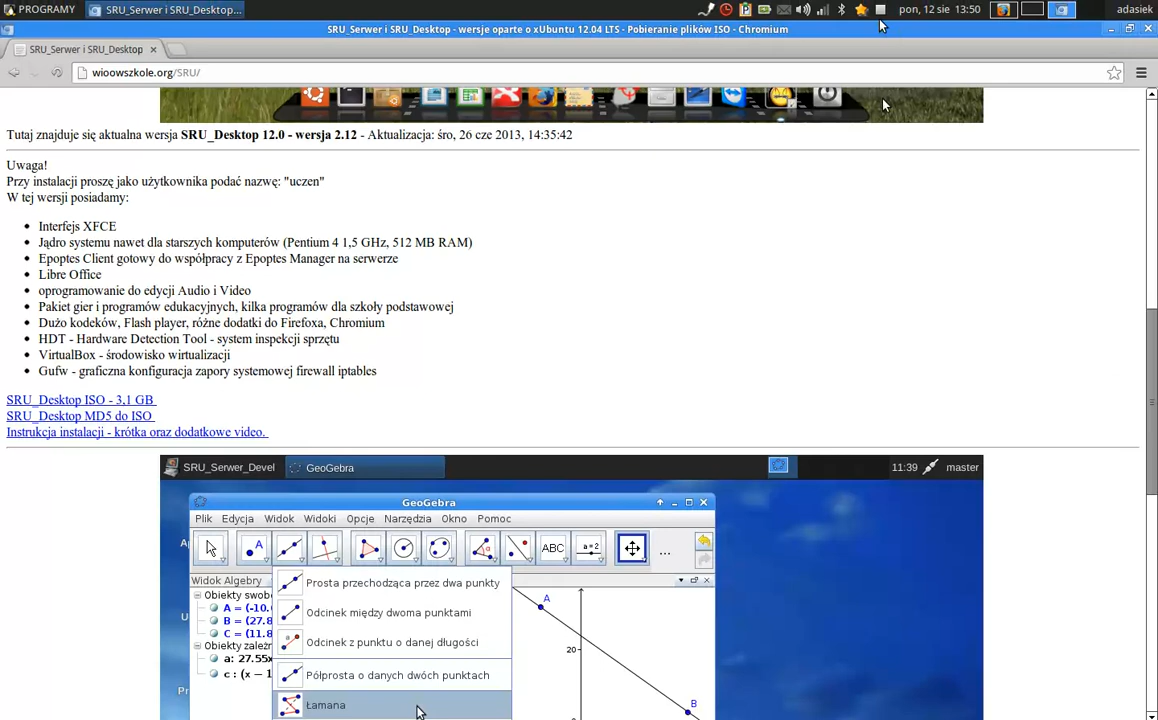 PROGRAMY SRU_Serwer i SRU_Desktop... pon, 12 sie 13:50 adasiek
SRU_Serwer i SRU_Desktop - wersje oparte o xUbuntu 12.04 LTS - Pobieranie plików ISO - Chromium
SRU_Serwer i SRU_Desktop
wioowszkole.org/SRU/
Tutaj znajduje się aktualna wersja SRU_Desktop 12.0 - wersja 2.12 - Aktualizacja: śro, 26 cze 2013, 14:35:42
Uwaga!
Przy instalacji proszę jako użytkownika podać nazwę: "uczen"
W tej wersji posiadamy:
Interfejs XFCE
Jądro systemu nawet dla starszych komputerów (Pentium 4 1,5 GHz, 512 MB RAM)
Epoptes Client gotowy do współpracy z Epoptes Manager na serwerze
Libre Office
oprogramowanie do edycji Audio i Video
Pakiet gier i programów edukacyjnych, kilka programów dla szkoły podstawowej
Dużo kodeków, Flash player, różne dodatki do Firefoxa, Chromium
HDT - Hardware Detection Tool - system inspekcji sprzętu
VirtualBox - środowisko wirtualizacji
Gufw - graficzna konfiguracja zapory systemowej firewall iptables
SRU_Desktop ISO - 3,1 GB
SRU_Desktop MD5 do ISO
Instrukcja instalacji - krótka oraz dodatkowe video.
SRU_Serwer_Devel GeoGebra 11:39 master
GeoGebra
Plik Edycja Widok Widoki Opcje Narzędzia Okno Pomoc
A ABC a=2 ...
Widok Algebry
Prosta przechodząca przez dwa punkty
Obiekty swobo
A = (-10.
A
B = (27.8
Odcinek między dwoma punktami
C = (11.8
Obiekty zależ
Odcinek z punktu o danej długości
20
a: 27.55x
c : (x − 1
Półprosta o danych dwóch punktach
Łamana
B